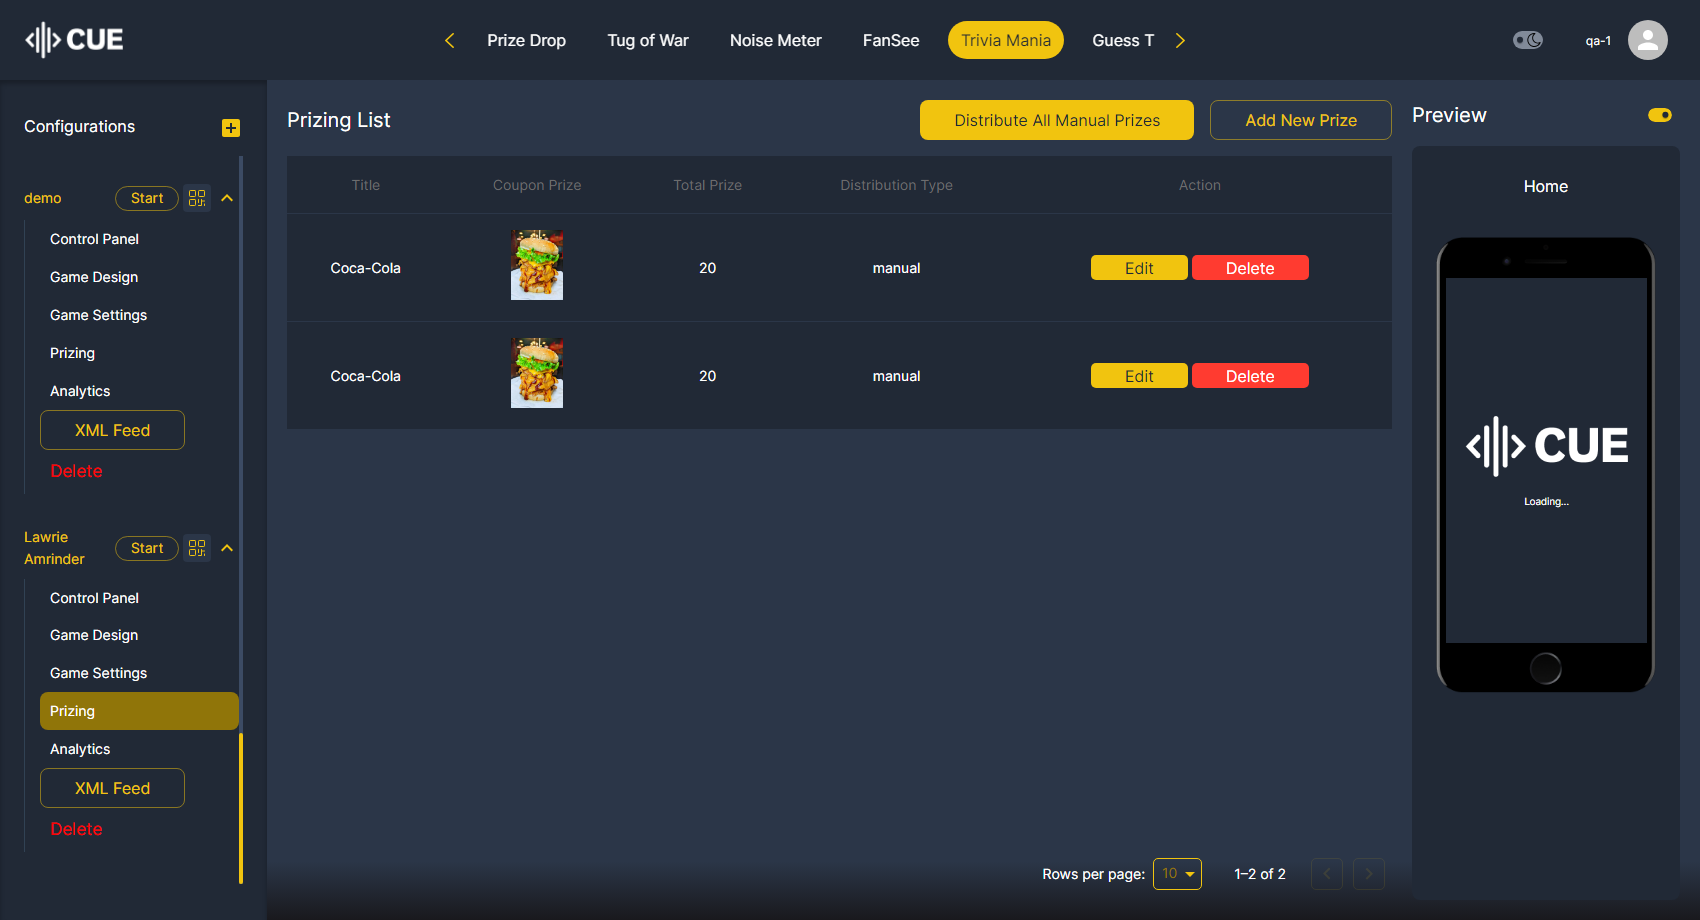 CUE
Prize Drop
Tug of War
Noise Meter
FanSee
Trivia Mania
Guess T
qa-1
Configurations
demo
Start
Control Panel
Game Design
Game Settings
Prizing
Analytics
XML Feed
Delete
Lawrie
Amrinder
Start
Control Panel
Game Design
Game Settings
Prizing
Analytics
XML Feed
Delete
Prizing List
Distribute All Manual Prizes
Add New Prize
Title Coupon Prize Total Prize Distribution Type Action
Coca-Cola 20 manual Edit Delete
Coca-Cola 20 manual Edit Delete
Rows per page: 10 1–2 of 2
Preview
Home
CUE
Loading...